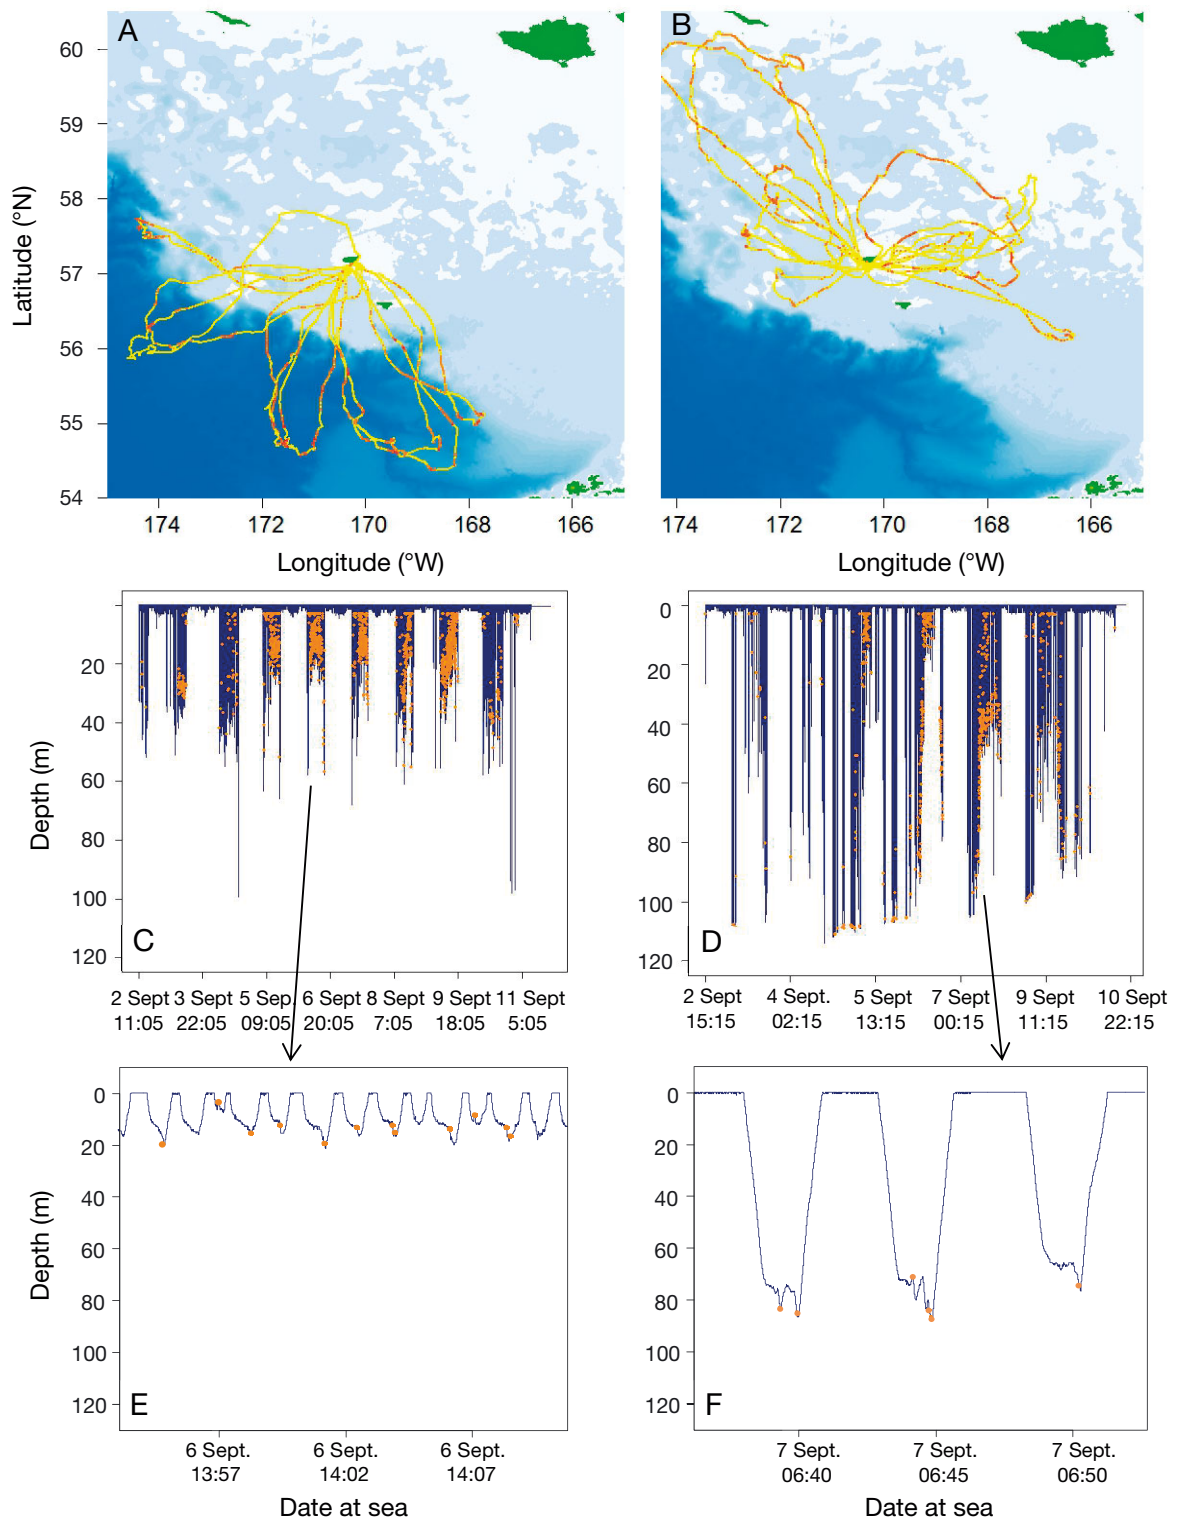 A
B
60
59
58
57
56
55
54
Latitude (°N)
174
172
170
168
166
174
172
170
168
166
Longitude (°W)
Longitude (°W)
20
40
60
80
100
120
Depth (m)
C
0
20
40
60
80
100
120
D
2 Sept 3 Sept 5 Sep. 6 Sept 8 Sept 9 Sept 11 Sept
11:05 22:05 09:05 20:05 7:05 18:05 5:05
2 Sept 4 Sept. 5 Sept 7 Sept 9 Sept 10 Sept
15:15 02:15 13:15 00:15 11:15 22:15
0
20
40
60
80
100
120
Depth (m)
E
0
20
40
60
80
100
120
F
6 Sept. 6 Sept. 6 Sept.
13:57 14:02 14:07
7 Sept. 7 Sept. 7 Sept.
06:40 06:45 06:50
Date at sea
Date at sea